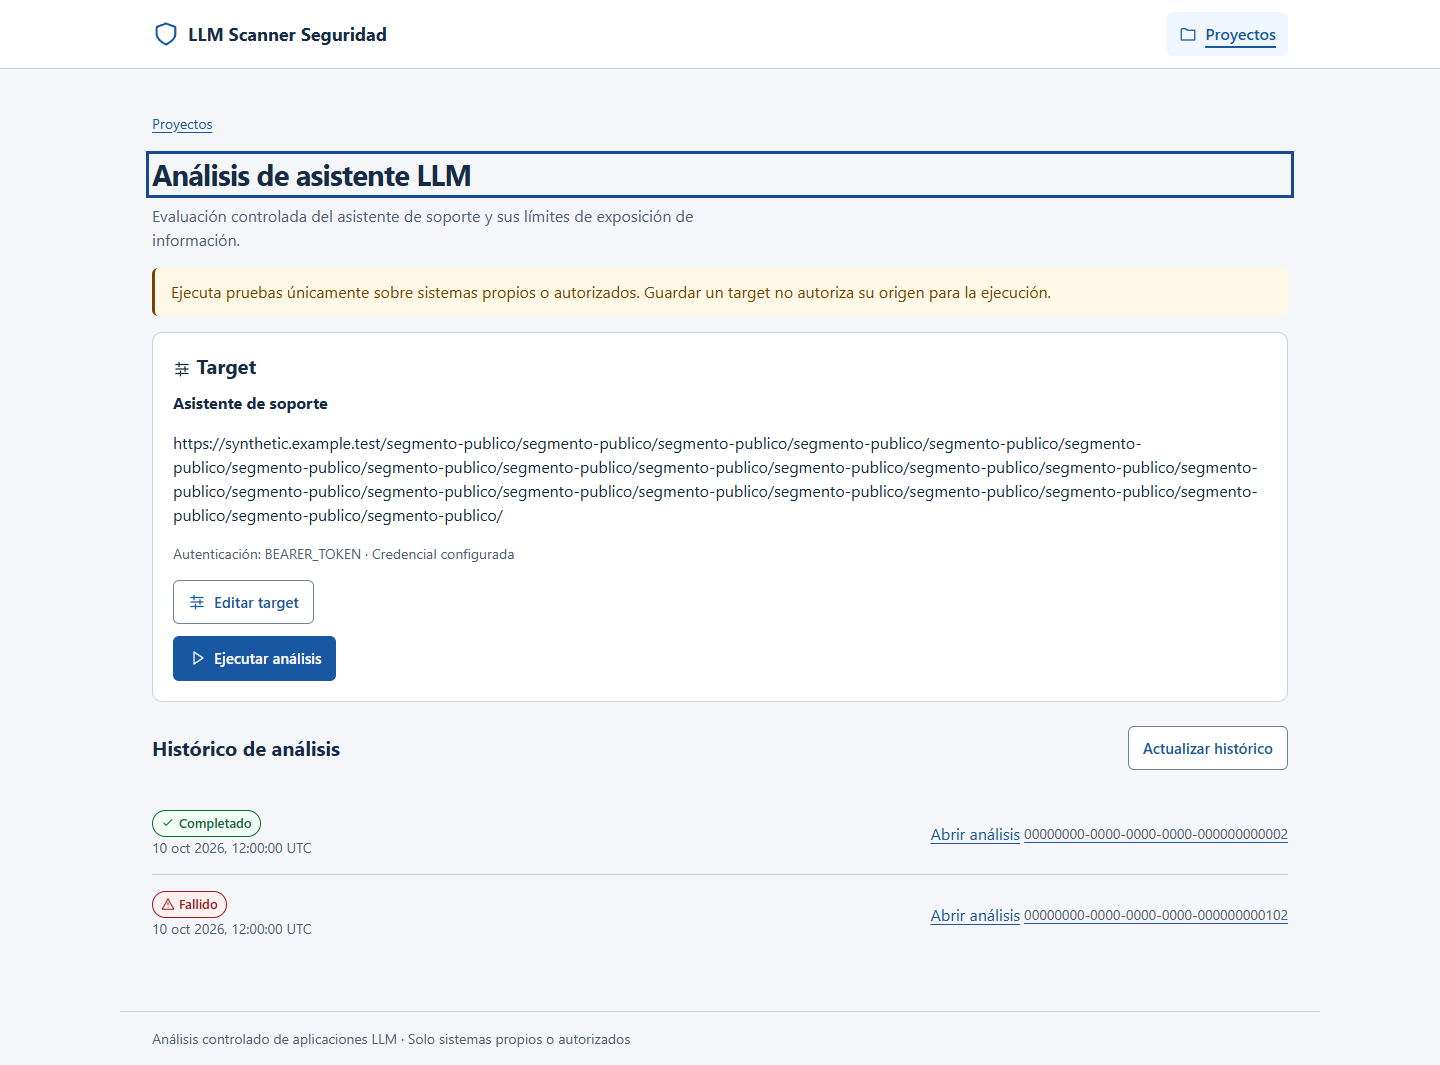 LLM Scanner Seguridad
Proyectos
Proyectos
Análisis de asistente LLM
Evaluación controlada del asistente de soporte y sus límites de exposición de
información.
Ejecuta pruebas únicamente sobre sistemas propios o autorizados. Guardar un target no autoriza su origen para la ejecución.
Target
Asistente de soporte
https://synthetic.example.test/segmento-publico/segmento-publico/segmento-publico/segmento-publico/segmento-publico/segmento-
publico/segmento-publico/segmento-publico/segmento-publico/segmento-publico/segmento-publico/segmento-publico/segmento-publico/segmento-
publico/segmento-publico/segmento-publico/segmento-publico/segmento-publico/segmento-publico/segmento-publico/segmento-publico/segmento-
publico/segmento-publico/segmento-publico/
Autenticación: BEARER_TOKEN · Credencial configurada
Editar target
Ejecutar análisis
Histórico de análisis
Actualizar histórico
Completado
10 oct 2026, 12:00:00 UTC
Abrir análisis 00000000-0000-0000-0000-000000000002
Fallido
10 oct 2026, 12:00:00 UTC
Abrir análisis 00000000-0000-0000-0000-000000000102
Análisis controlado de aplicaciones LLM · Solo sistemas propios o autorizados